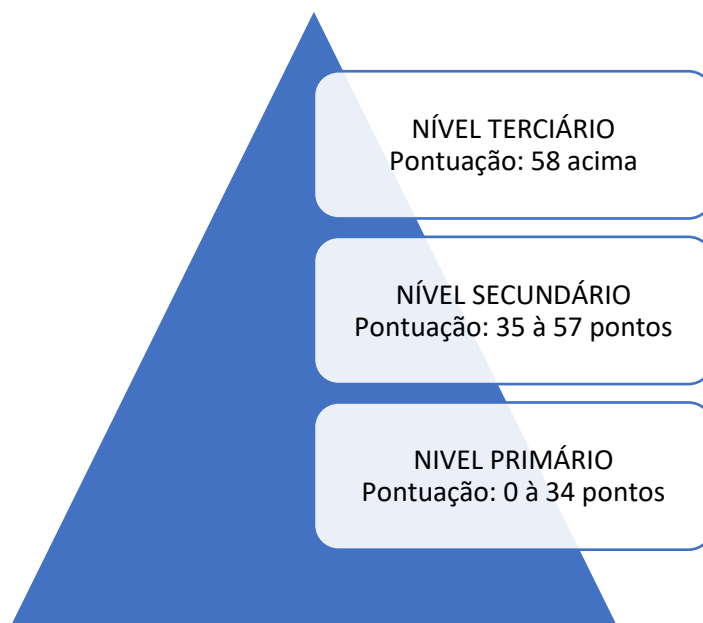 NÍVEL TERCIÁRIO
Pontuação: 58 acima
NÍVEL SECUNDÁRIO
Pontuação: 35 à 57 pontos
NIVEL PRIMÁRIO
Pontuação: 0 à 34 pontos